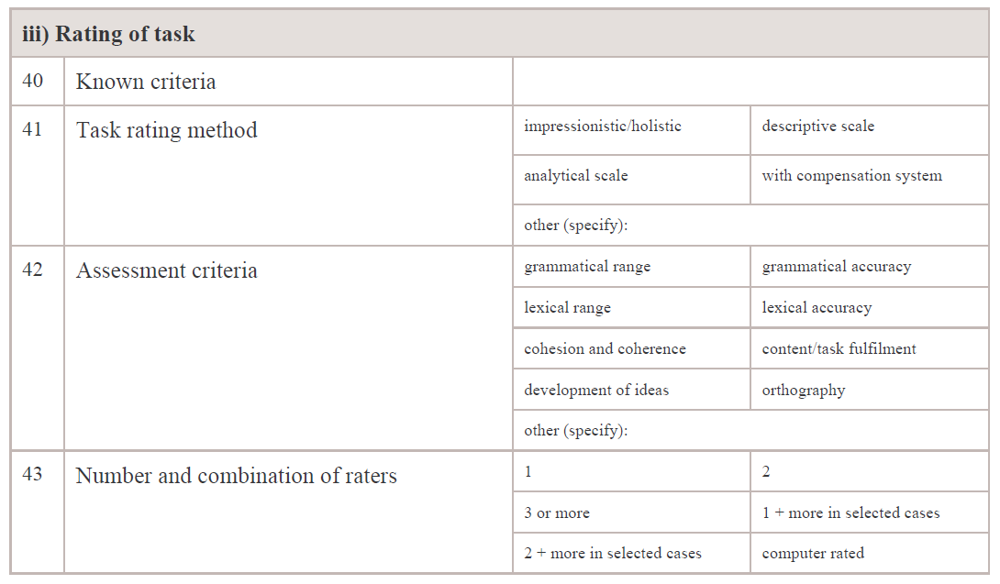 iii) Rating of task
40 Known criteria
41 Task rating method
impressionistic/holistic descriptive scale
analytical scale with compensation system
other (specify):
42 Assessment criteria
grammatical range grammatical accuracy
lexical range lexical accuracy
cohesion and coherence content/task fulfilment
development of ideas orthography
other (specify):
43 Number and combination of raters
1 2
3 or more 1 + more in selected cases
2 + more in selected cases computer rated